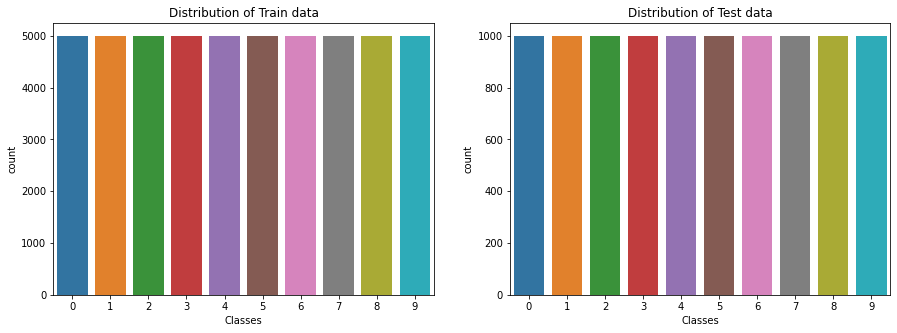 Distribution of Train data
5000
4000
3000
2000
1000
0
count
0 1 2 3 4 5 6 7 8 9
Classes
Distribution of Test data
1000
800
600
400
200
0
count
0 1 2 3 4 5 6 7 8 9
Classes